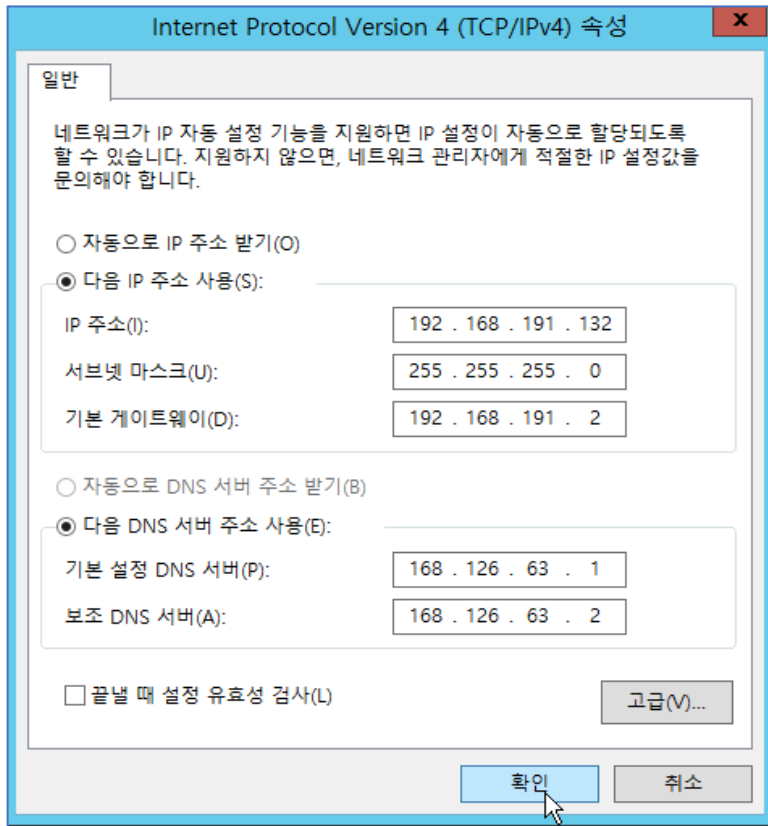 Internet Protocol Version 4 (TCP/IPv4) 속성
x
일반
네트워크가 IP 자동 설정 기능을 지원하면 IP 설정이 자동으로 할당되도록
할 수 있습니다. 지원하지 않으면, 네트워크 관리자에게 적절한 IP 설정값을
문의해야 합니다.
자동으로 IP 주소 받기(O)
다음 IP 주소 사용(S):
IP 주소(I): 192 . 168 . 191 . 132
서브넷 마스크(U): 255 . 255 . 255 . 0
기본 게이트웨이(D): 192 . 168 . 191 . 2
자동으로 DNS 서버 주소 받기(B)
다음 DNS 서버 주소 사용(E):
기본 설정 DNS 서버(P): 168 . 126 . 63 . 1
보조 DNS 서버(A): 168 . 126 . 63 . 2
끝낼 때 설정 유효성 검사(L)
고급(V)...
확인 취소